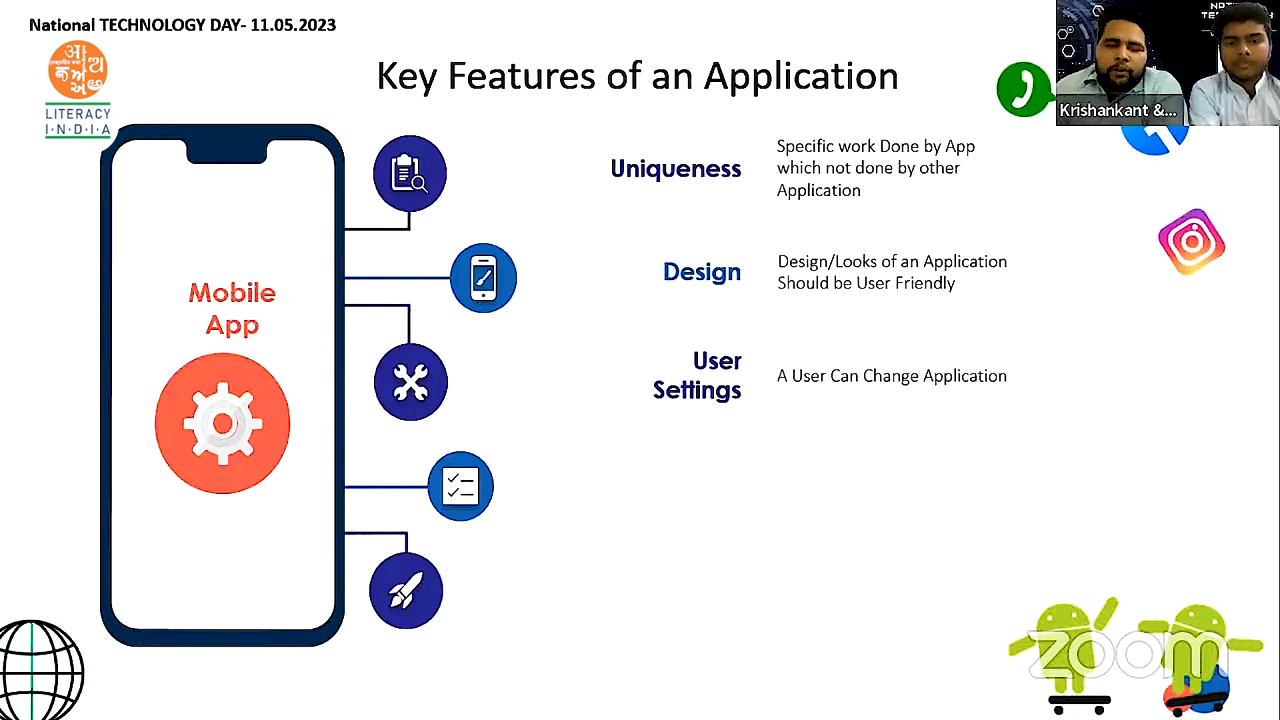 National TECHNOLOGY DAY- 11.05.2023
LITERACY
I·N·D·I·A
Key Features of an Application
Krishankant &...
Mobile
App
Uniqueness
Specific work Done by App
which not done by other
Application
Design
Design/Looks of an Application
Should be User Friendly
User
Settings
A User Can Change Application
zoom